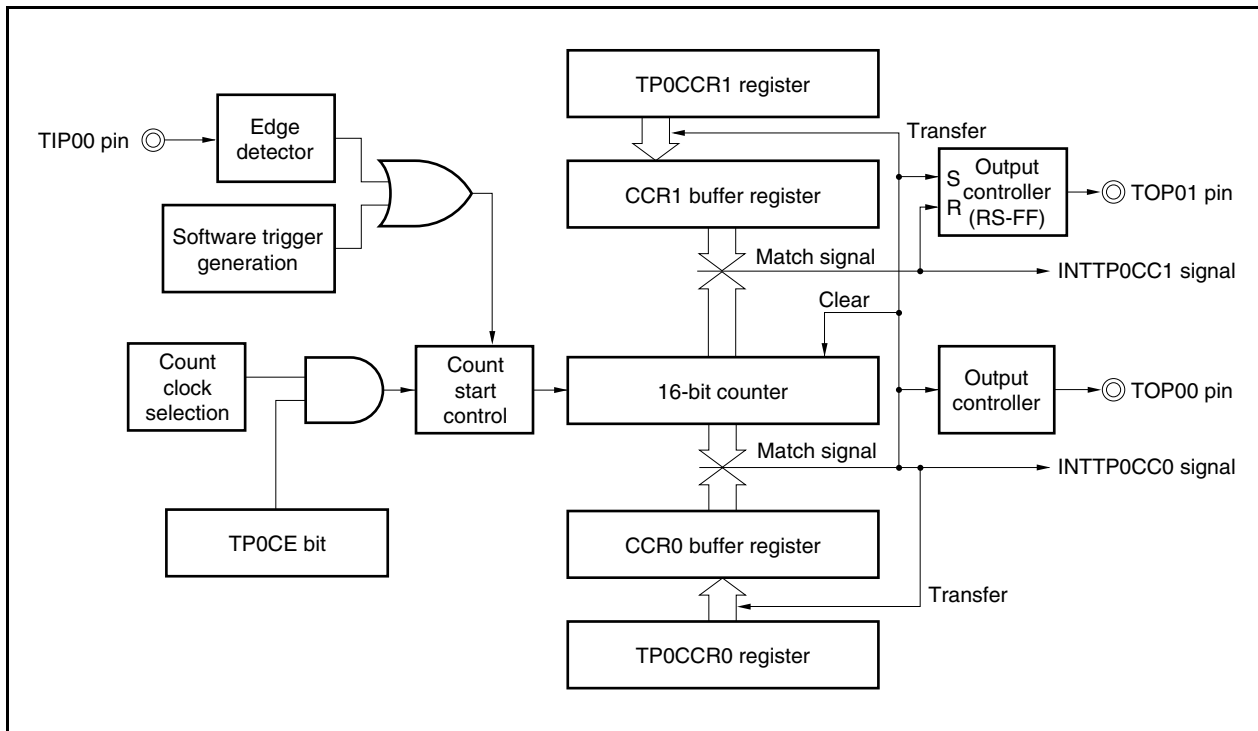 TP0CCR1 register
TIP00 pin
Edge
detector
Transfer
S
R
Output
controller
(RS-FF)
TOP01 pin
CCR1 buffer register
Software trigger
generation
Match signal
INTTP0CC1 signal
Clear
Count
clock
selection
Count
start
control
16-bit counter
Output
controller
TOP00 pin
Match signal
INTTP0CC0 signal
TP0CE bit
CCR0 buffer register
Transfer
TP0CCR0 register